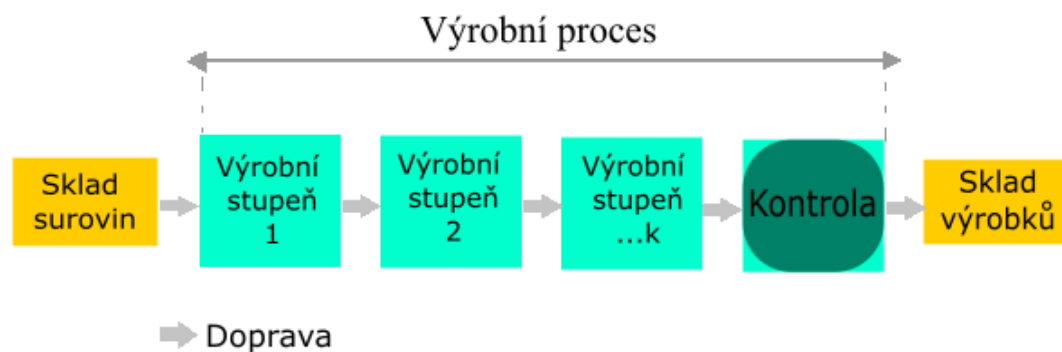 Výrobní proces
Sklad
surovin
Výrobní
stupeň
1
Výrobní
stupeň
2
Výrobní
stupeň
...k
Kontrola
Sklad
výrobků
Doprava